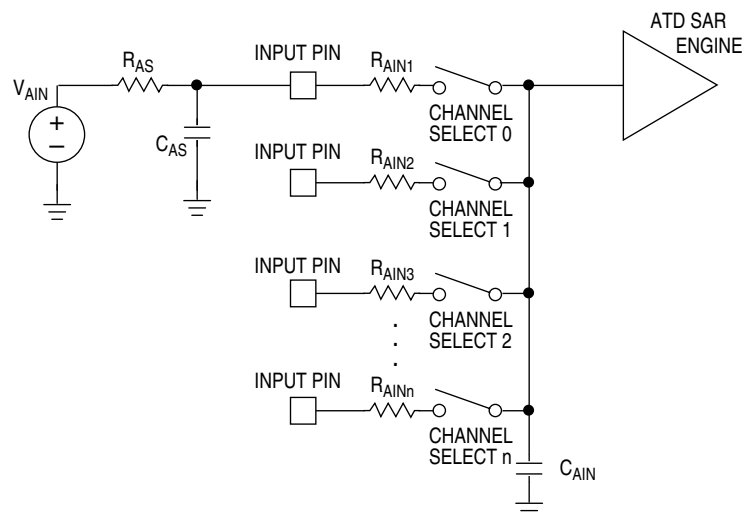 ATD SAR
ENGINE
INPUT PIN
R_AIN1
R_AS
V_AIN
+
–
C_AS
CHANNEL
SELECT 0
INPUT PIN
R_AIN2
CHANNEL
SELECT 1
INPUT PIN
R_AIN3
CHANNEL
SELECT 2
.
.
.
INPUT PIN
R_AINn
CHANNEL
SELECT n
C_AIN